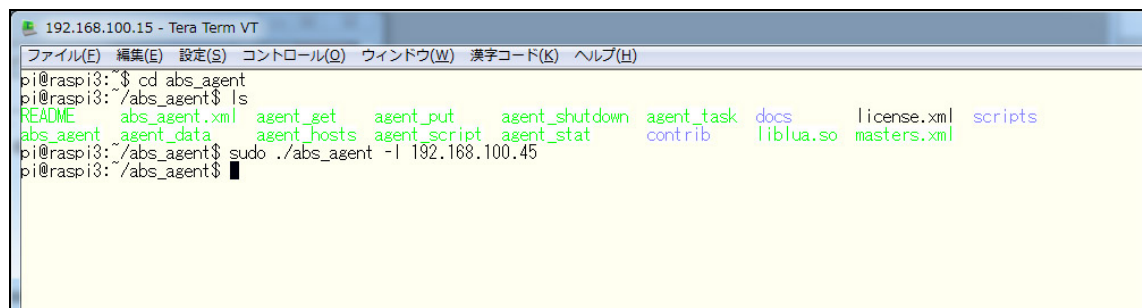 192.168.100.15 - Tera Term VT
ファイル(F) 編集(E) 設定(S) コントロール(O) ウィンドウ(W) 漢字コード(K) ヘルプ(H)
pi@raspi3:~$ cd abs_agent
pi@raspi3:~/abs_agent$ ls
README abs_agent.xml agent_get agent_put agent_shutdown agent_task docs license.xml scripts
abs_agent agent_data agent_hosts agent_script agent_stat contrib liblua.so masters.xml
pi@raspi3:~/abs_agent$ sudo ./abs_agent -l 192.168.100.45
pi@raspi3:~/abs_agent$